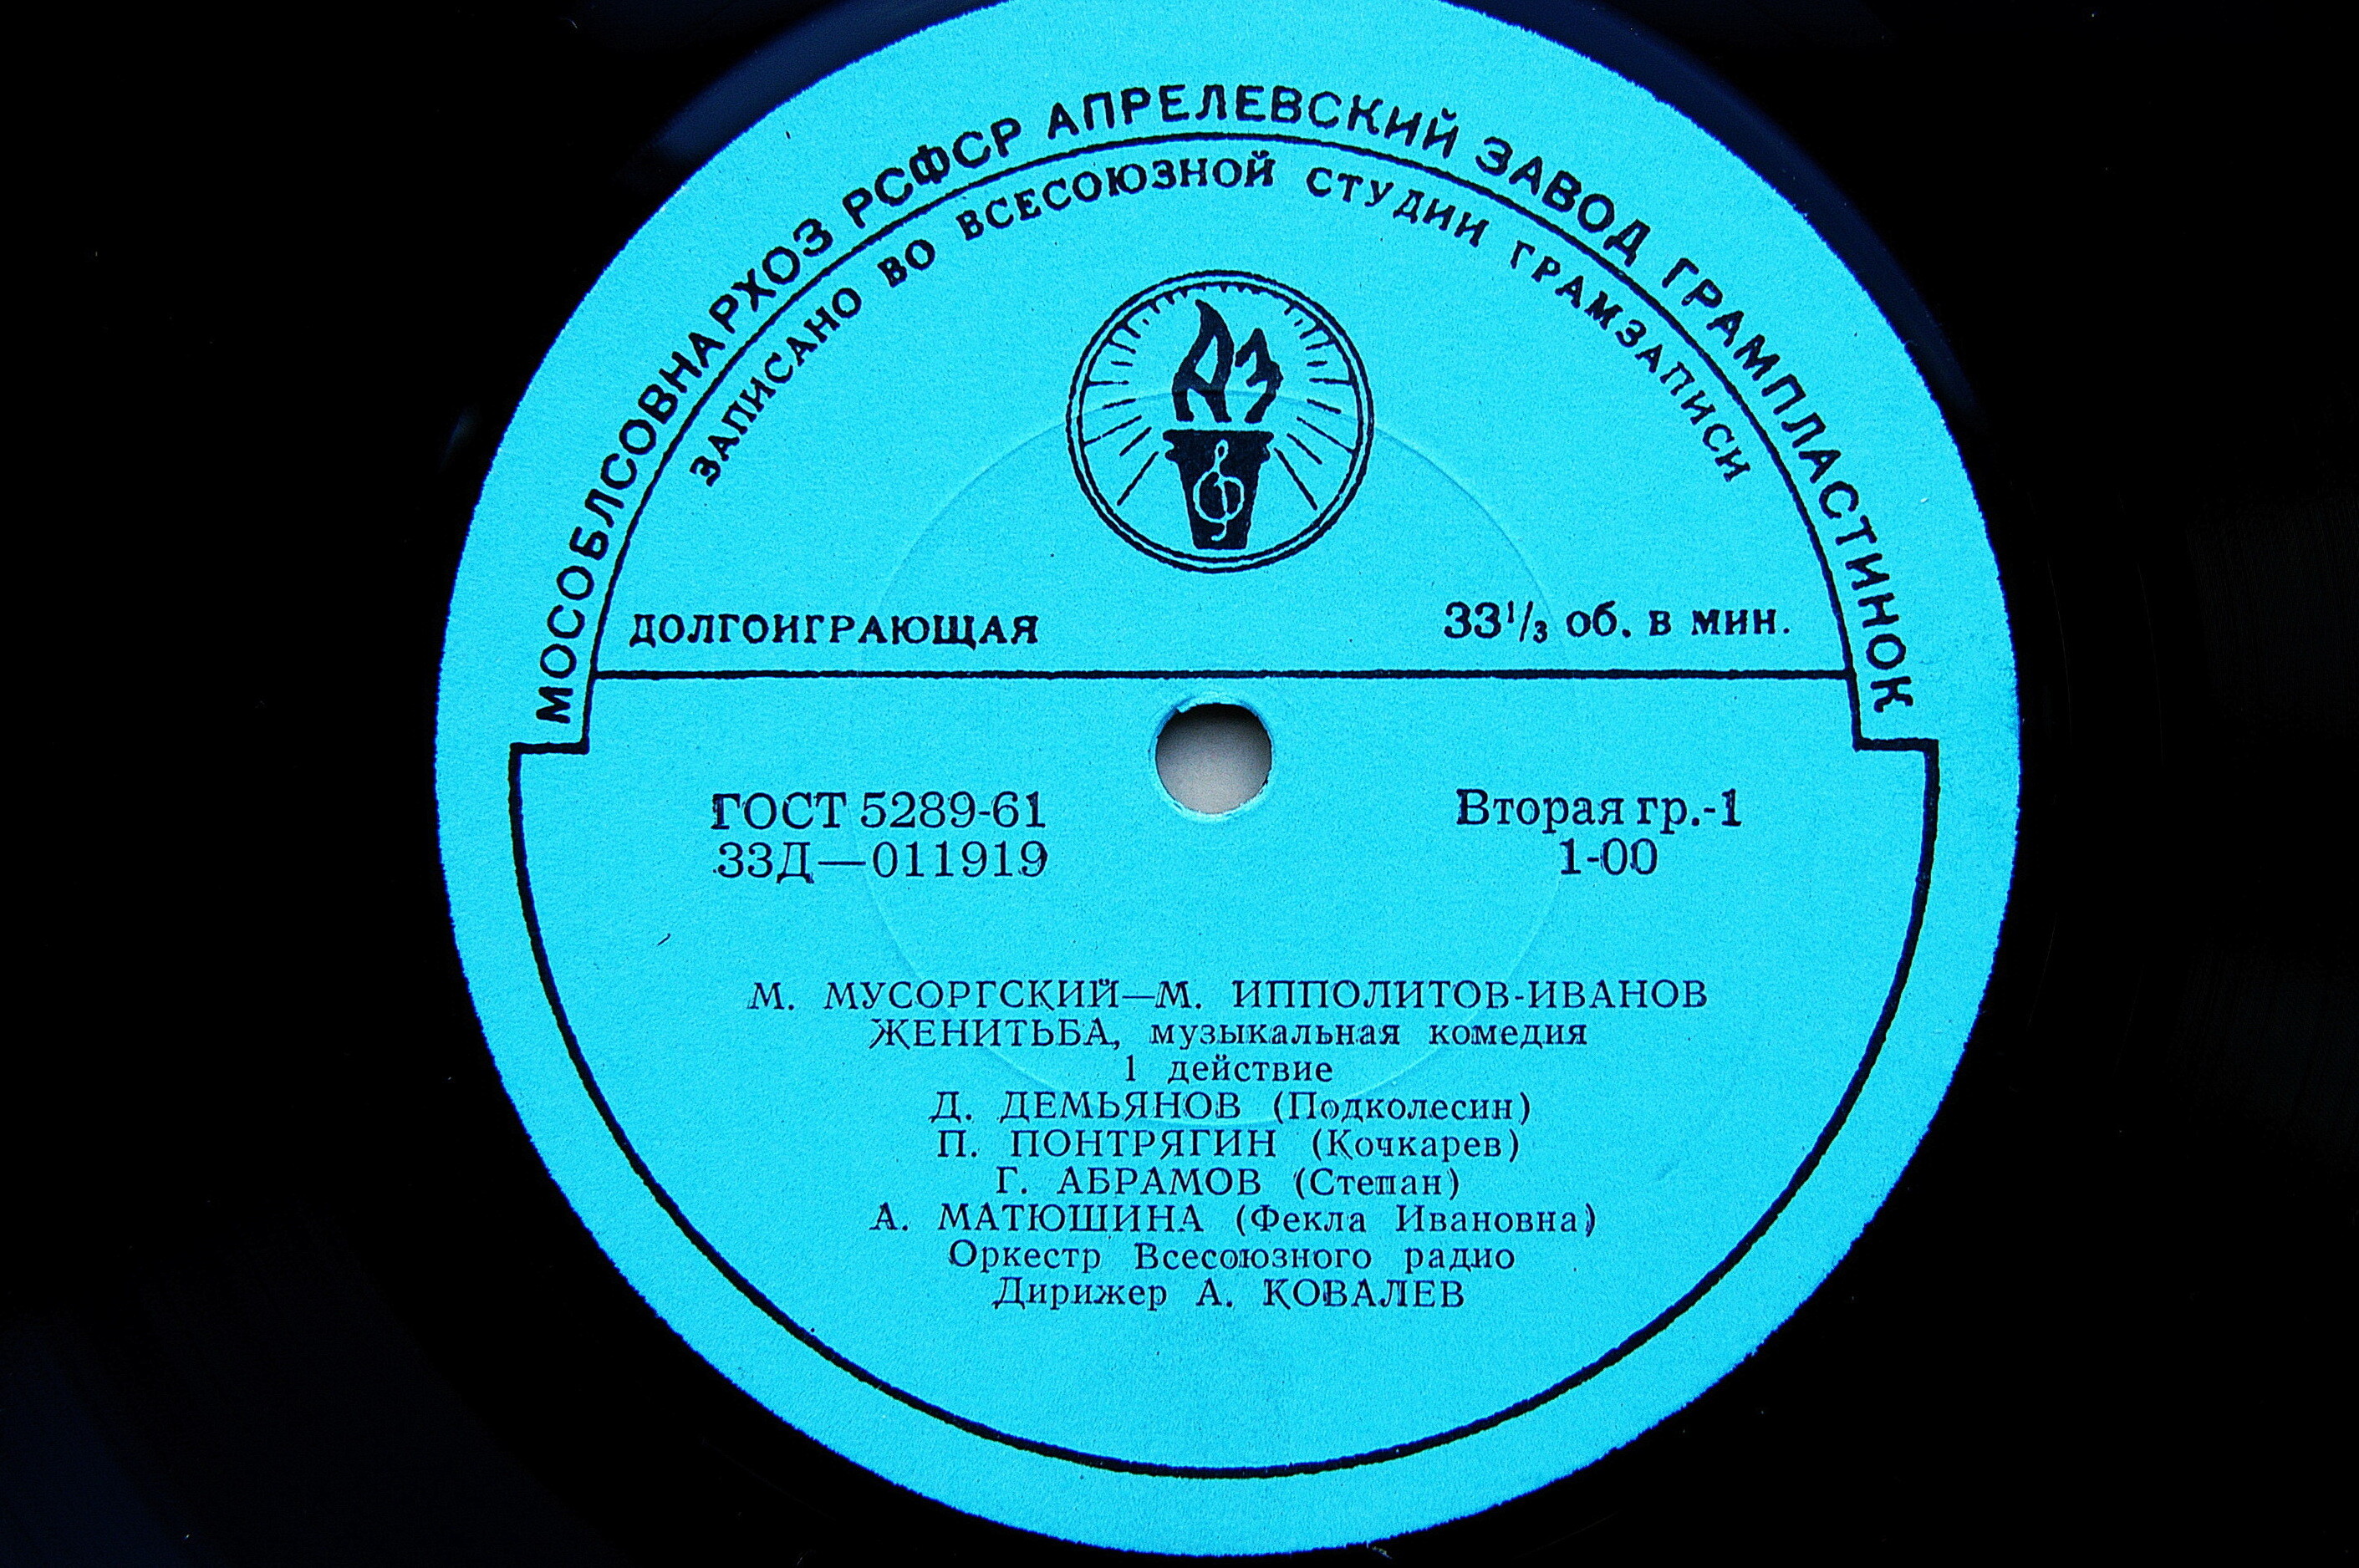 МОСОБЛСОВНАРХОЗ РСФСР АПРЕЛЕВСКИЙ ЗАВОД ГРАМПЛАСТИНОК
ЗАПИСАНО ВО ВСЕСОЮЗНОЙ СТУДИИ ГРАМЗАПИСИ
АЗ
ДОЛГОИГРАЮЩАЯ 33⅓ об. в мин.
ГОСТ 5289-61 Вторая гр.-1
33Д—011919 1-00
М. МУСОРГСКИЙ—М. ИППОЛИТОВ-ИВАНОВ
ЖЕНИТЬБА, музыкальная комедия
1 действие
Д. ДЕМЬЯНОВ (Подколесин)
П. ПОНТРЯГИН (Кочкарев)
Г. АБРАМОВ (Степан)
А. МАТЮШИНА (Фекла Ивановна)
Оркестр Всесоюзного радио
Дирижер А. КОВАЛЕВ